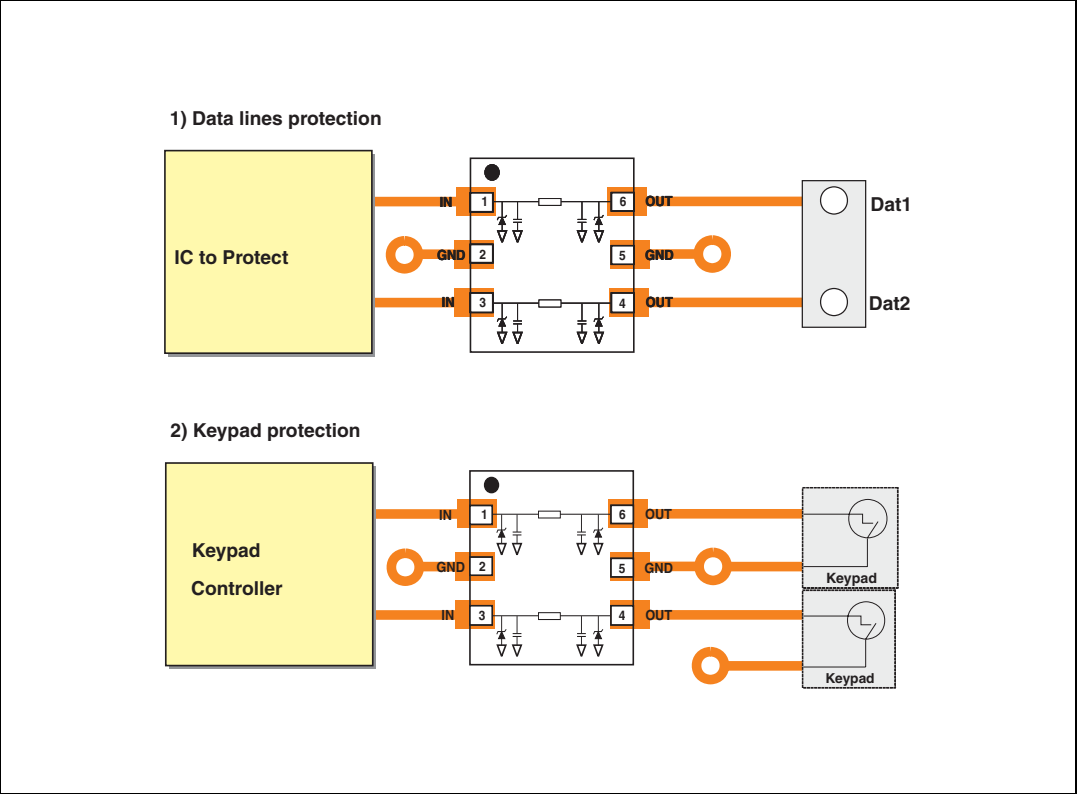 1) Data lines protection
IN 1 6 OUT Dat1
IC to Protect GND 2 5 GND
IN 3 4 OUT Dat2
2) Keypad protection
IN 1 6 OUT
Keypad GND 2 5 GND
Keypad
Controller
IN 3 4 OUT
Keypad